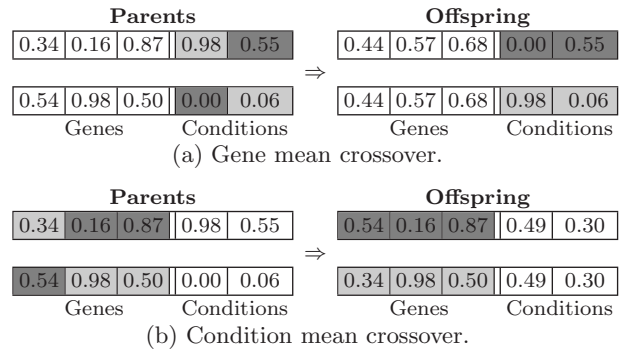 Parents Offspring
0.34 0.16 0.87 0.98 0.55 0.44 0.57 0.68 0.00 0.55
⇒
0.54 0.98 0.50 0.00 0.06 0.44 0.57 0.68 0.98 0.06
Genes Conditions Genes Conditions
(a) Gene mean crossover.
Parents Offspring
0.34 0.16 0.87 0.98 0.55 0.54 0.16 0.87 0.49 0.30
⇒
0.54 0.98 0.50 0.00 0.06 0.34 0.98 0.50 0.49 0.30
Genes Conditions Genes Conditions
(b) Condition mean crossover.